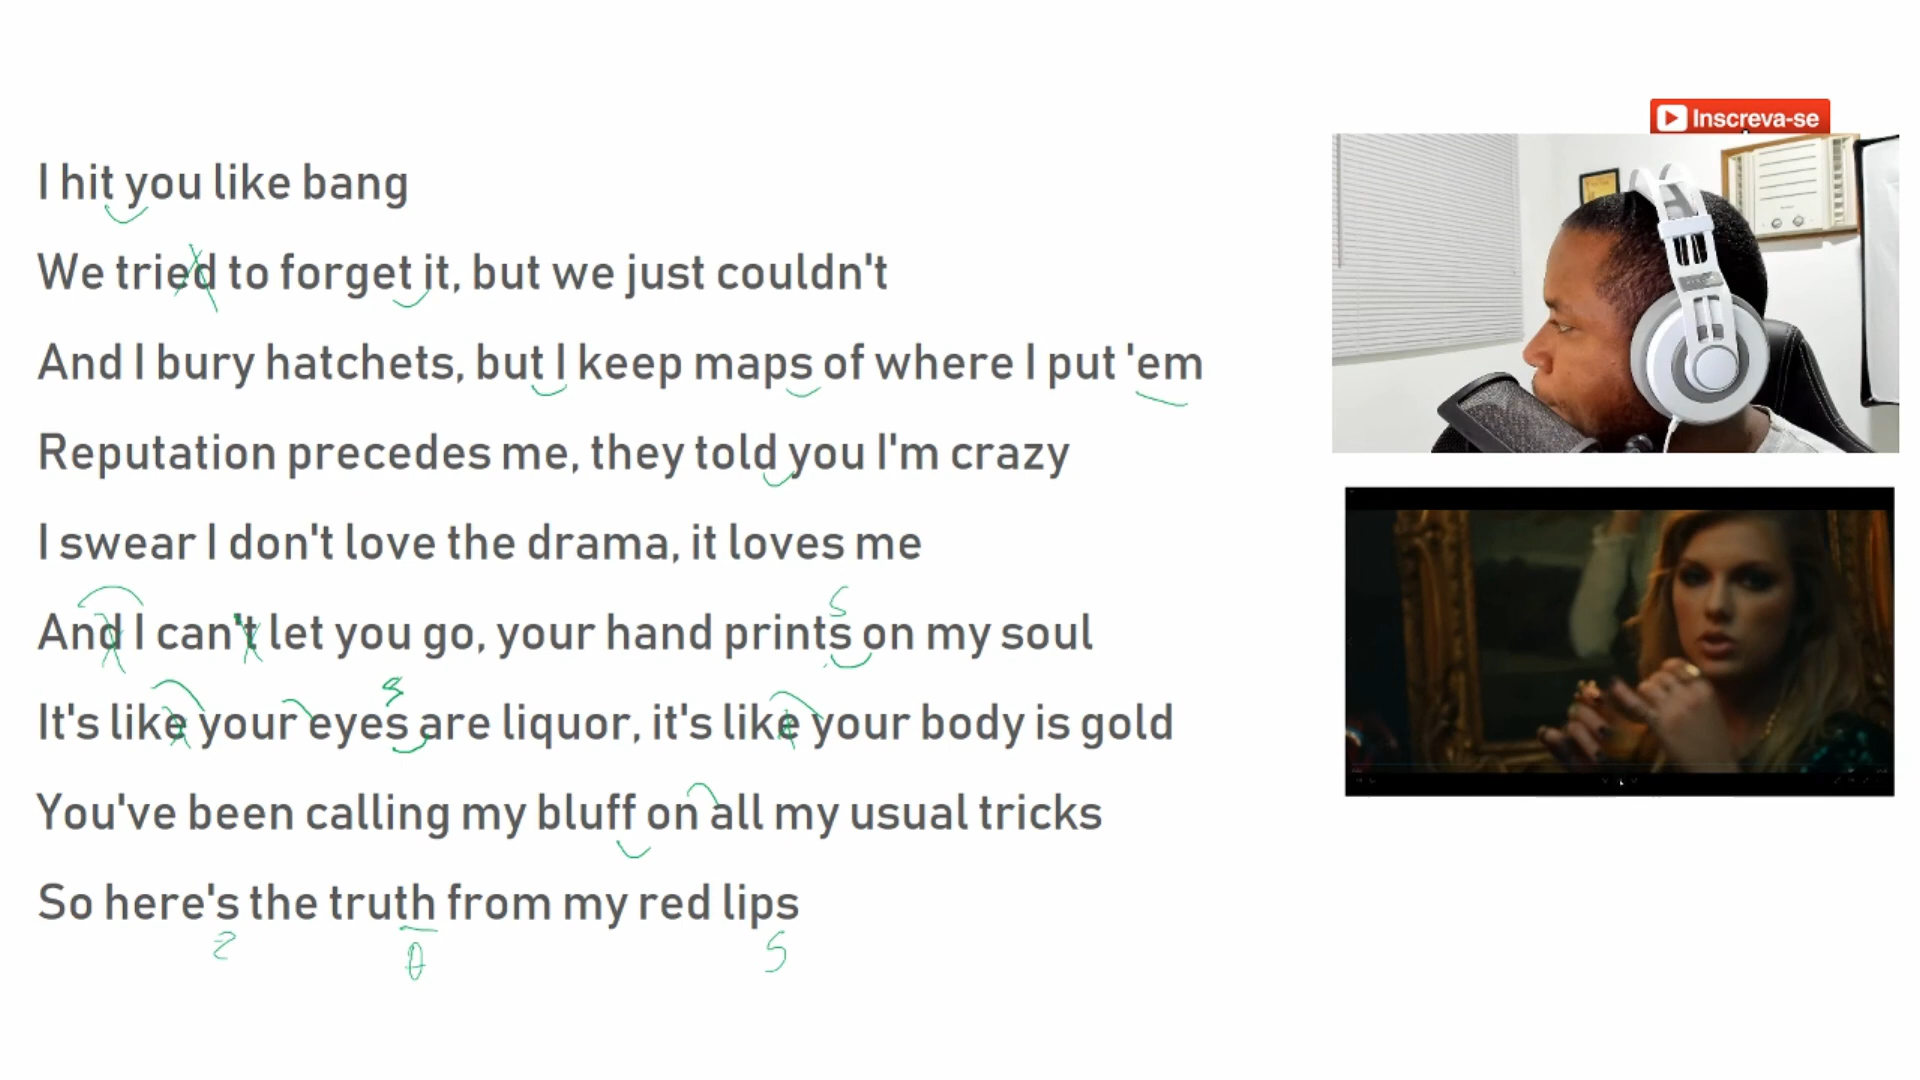 Inscreva-se
I hit you like bang
We tried to forget it, but we just couldn't
And I bury hatchets, but I keep maps of where I put 'em
Reputation precedes me, they told you I'm crazy
I swear I don't love the drama, it loves me
S
And I can't let you go, your hand prints on my soul
It's like your eyes are liquor, it's like your body is gold
You've been calling my bluff on all my usual tricks
So here's the truth from my red lips
θ S